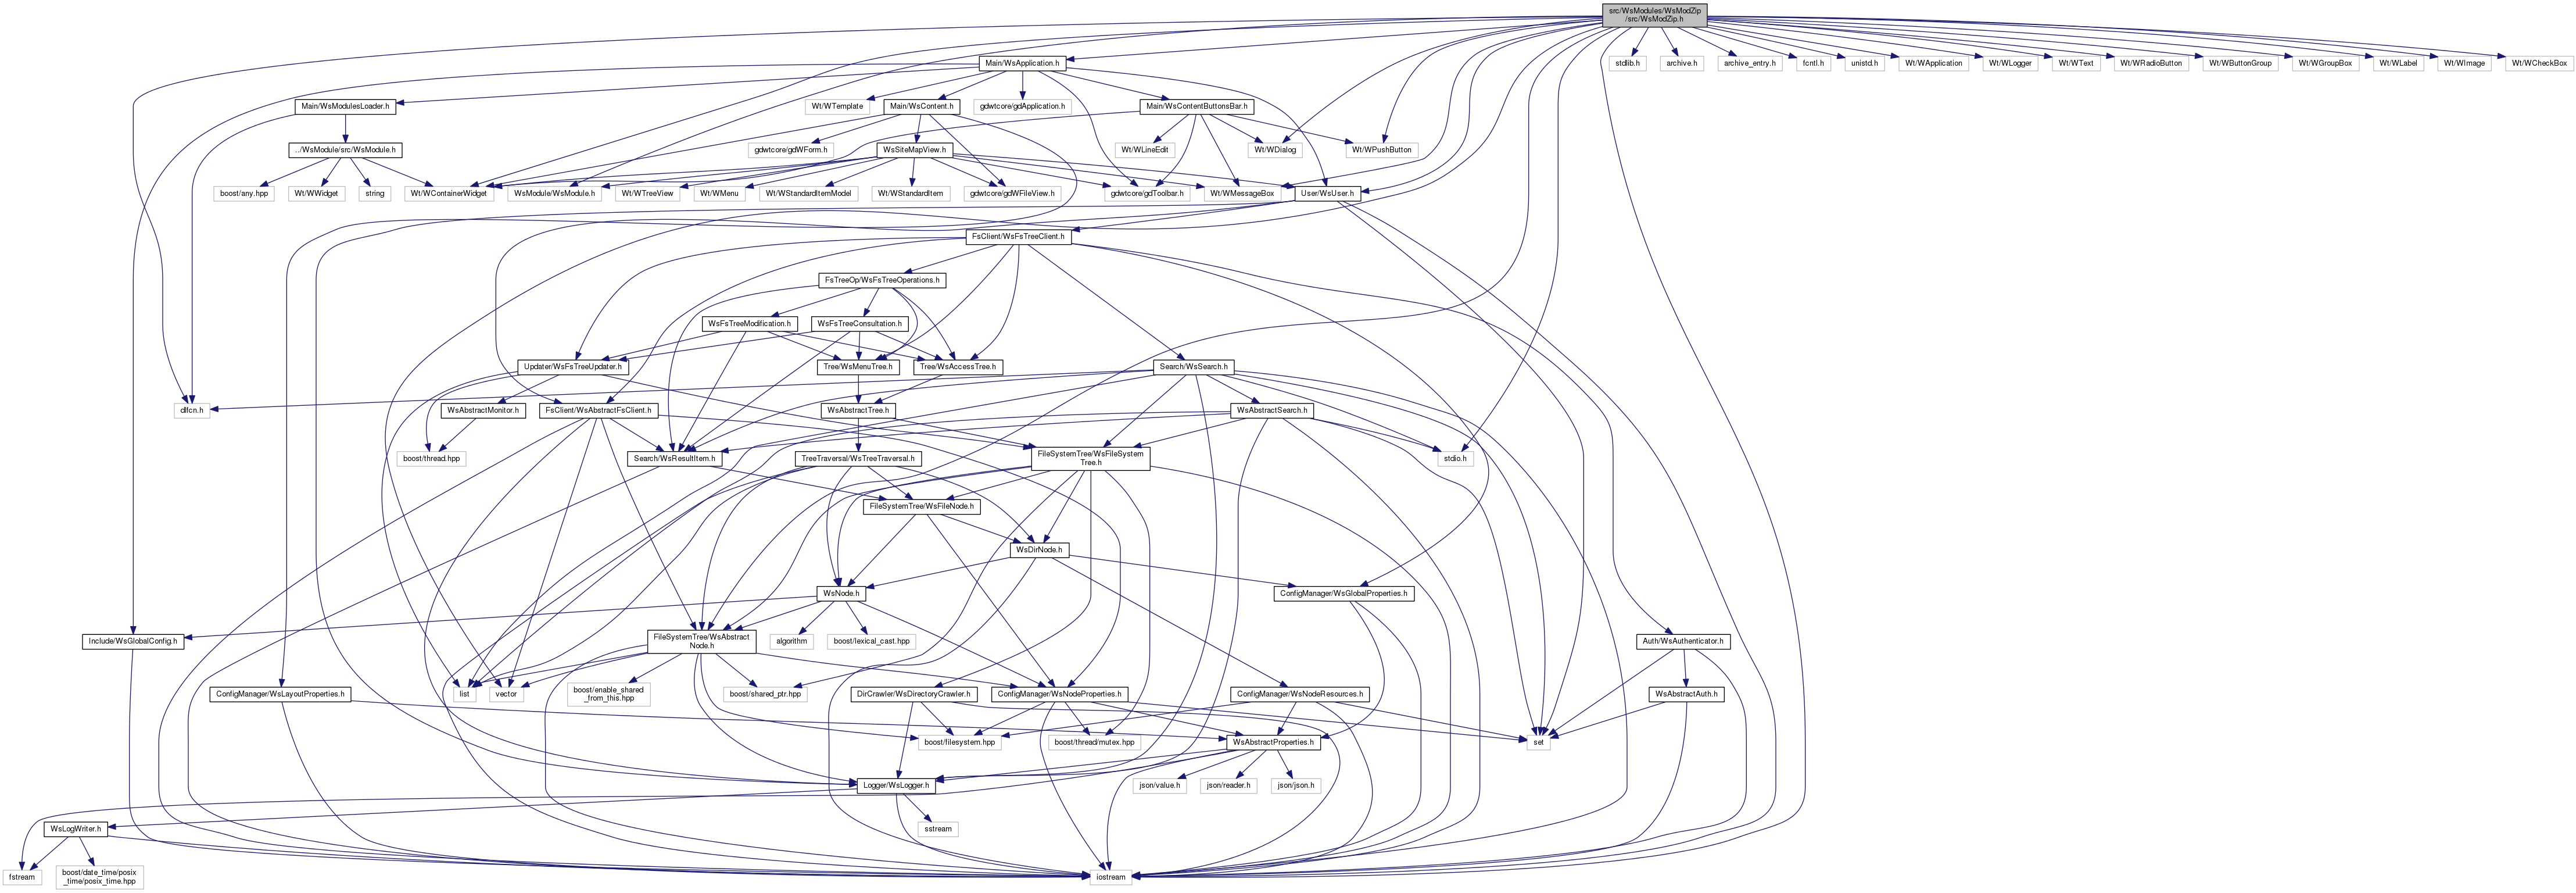 src/WsModules/WsModZip
/src/WsModZip.h
Main/WsApplication.h
stdlib.h
archive.h
archive_entry.h
fcntl.h
unistd.h
Wt/WApplication
Wt/WLogger
Wt/WText
Wt/WRadioButton
Wt/WButtonGroup
Wt/WGroupBox
Wt/WLabel
Wt/WImage
Wt/WCheckBox
Main/WsModulesLoader.h
Wt/WTemplate
Main/WsContent.h
gdwtcore/gdApplication.h
Main/WsContentButtonsBar.h
../WsModule/src/WsModule.h
gdwtcore/gdWForm.h
WsSiteMapView.h
Wt/WLineEdit
Wt/WDialog
Wt/WPushButton
boost/any.hpp
Wt/WWidget
string
Wt/WContainerWidget
WsModule/WsModule.h
Wt/WTreeView
Wt/WMenu
Wt/WStandardItemModel
Wt/WStandardItem
gdwtcore/gdWFileView.h
gdwtcore/gdToolbar.h
Wt/WMessageBox
User/WsUser.h
FsClient/WsFsTreeClient.h
FsTreeOp/WsFsTreeOperations.h
WsFsTreeModification.h
WsFsTreeConsultation.h
Updater/WsFsTreeUpdater.h
Tree/WsMenuTree.h
Tree/WsAccessTree.h
Search/WsSearch.h
dlfcn.h
WsAbstractMonitor.h
FsClient/WsAbstractFsClient.h
WsAbstractTree.h
WsAbstractSearch.h
boost/thread.hpp
Search/WsResultItem.h
TreeTraversal/WsTreeTraversal.h
FileSystemTree/WsFileSystem
Tree.h
stdio.h
FileSystemTree/WsFileNode.h
WsDirNode.h
WsNode.h
ConfigManager/WsGlobalProperties.h
Include/WsGlobalConfig.h
FileSystemTree/WsAbstract
Node.h
algorithm
boost/lexical_cast.hpp
Auth/WsAuthenticator.h
ConfigManager/WsLayoutProperties.h
list
vector
boost/enable_shared
_from_this.hpp
boost/shared_ptr.hpp
DirCrawler/WsDirectoryCrawler.h
ConfigManager/WsNodeProperties.h
ConfigManager/WsNodeResources.h
WsAbstractAuth.h
boost/filesystem.hpp
boost/thread/mutex.hpp
WsAbstractProperties.h
set
Logger/WsLogger.h
json/value.h
json/reader.h
json/json.h
WsLogWriter.h
sstream
fstream
boost/date_time/posix
_time/posix_time.hpp
iostream